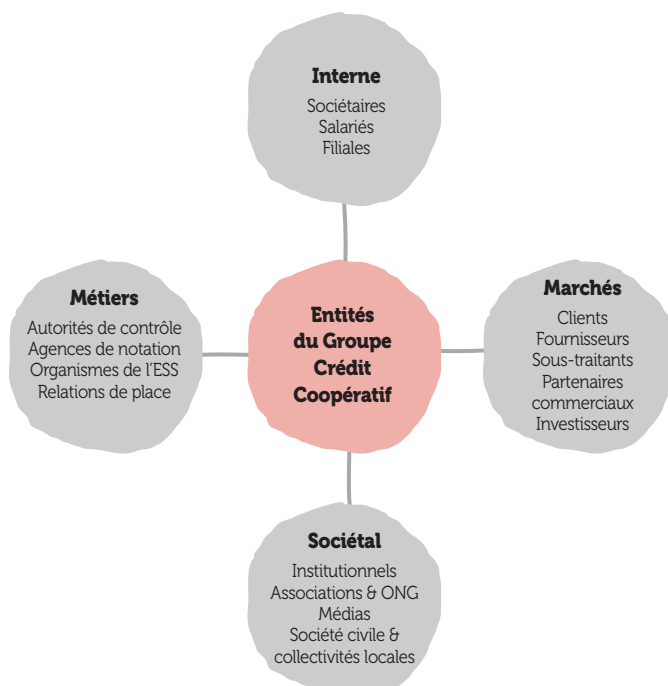 Interne
Sociétaires
Salariés
Filiales
Métiers
Autorités de contrôle
Agences de notation
Organismes de l'ESS
Relations de place
Entités
du Groupe
Crédit
Coopératif
Marchés
Clients
Fournisseurs
Sous-traitants
Partenaires
commerciaux
Investisseurs
Sociétal
Institutionnels
Associations & ONG
Médias
Société civile &
collectivités locales